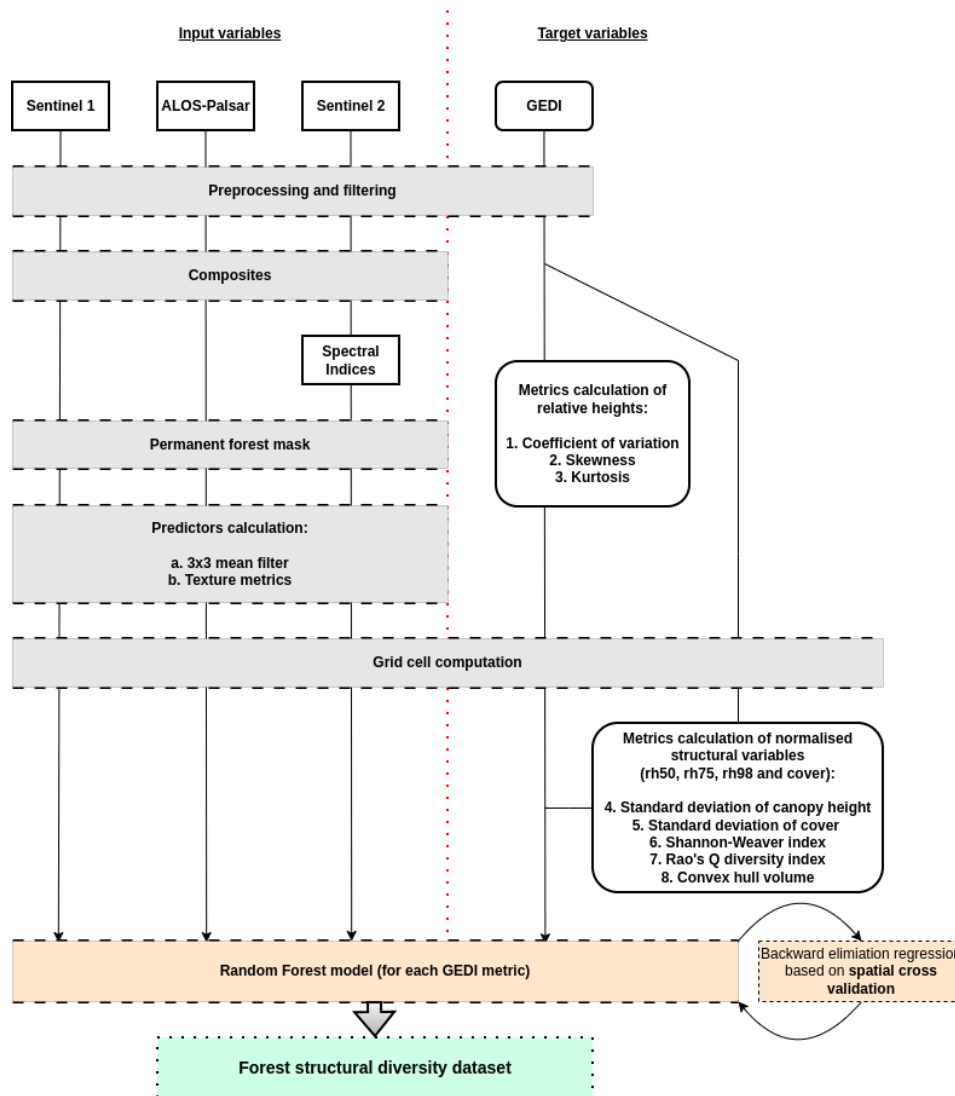 Input variables
Target variables
Sentinel 1
ALOS-Palsar
Sentinel 2
GEDI
Preprocessing and filtering
Composites
Spectral
Indices
Metrics calculation of
relative heights:
1. Coefficient of variation
2. Skewness
3. Kurtosis
Permanent forest mask
Predictors calculation:
a. 3x3 mean filter
b. Texture metrics
Grid cell computation
Metrics calculation of normalised
structural variables
(rh50, rh75, rh98 and cover):
4. Standard deviation of canopy height
5. Standard deviation of cover
6. Shannon-Weaver index
7. Rao's Q diversity index
8. Convex hull volume
Random Forest model (for each GEDI metric)
Backward elimiation regression
based on spatial cross
validation
Forest structural diversity dataset